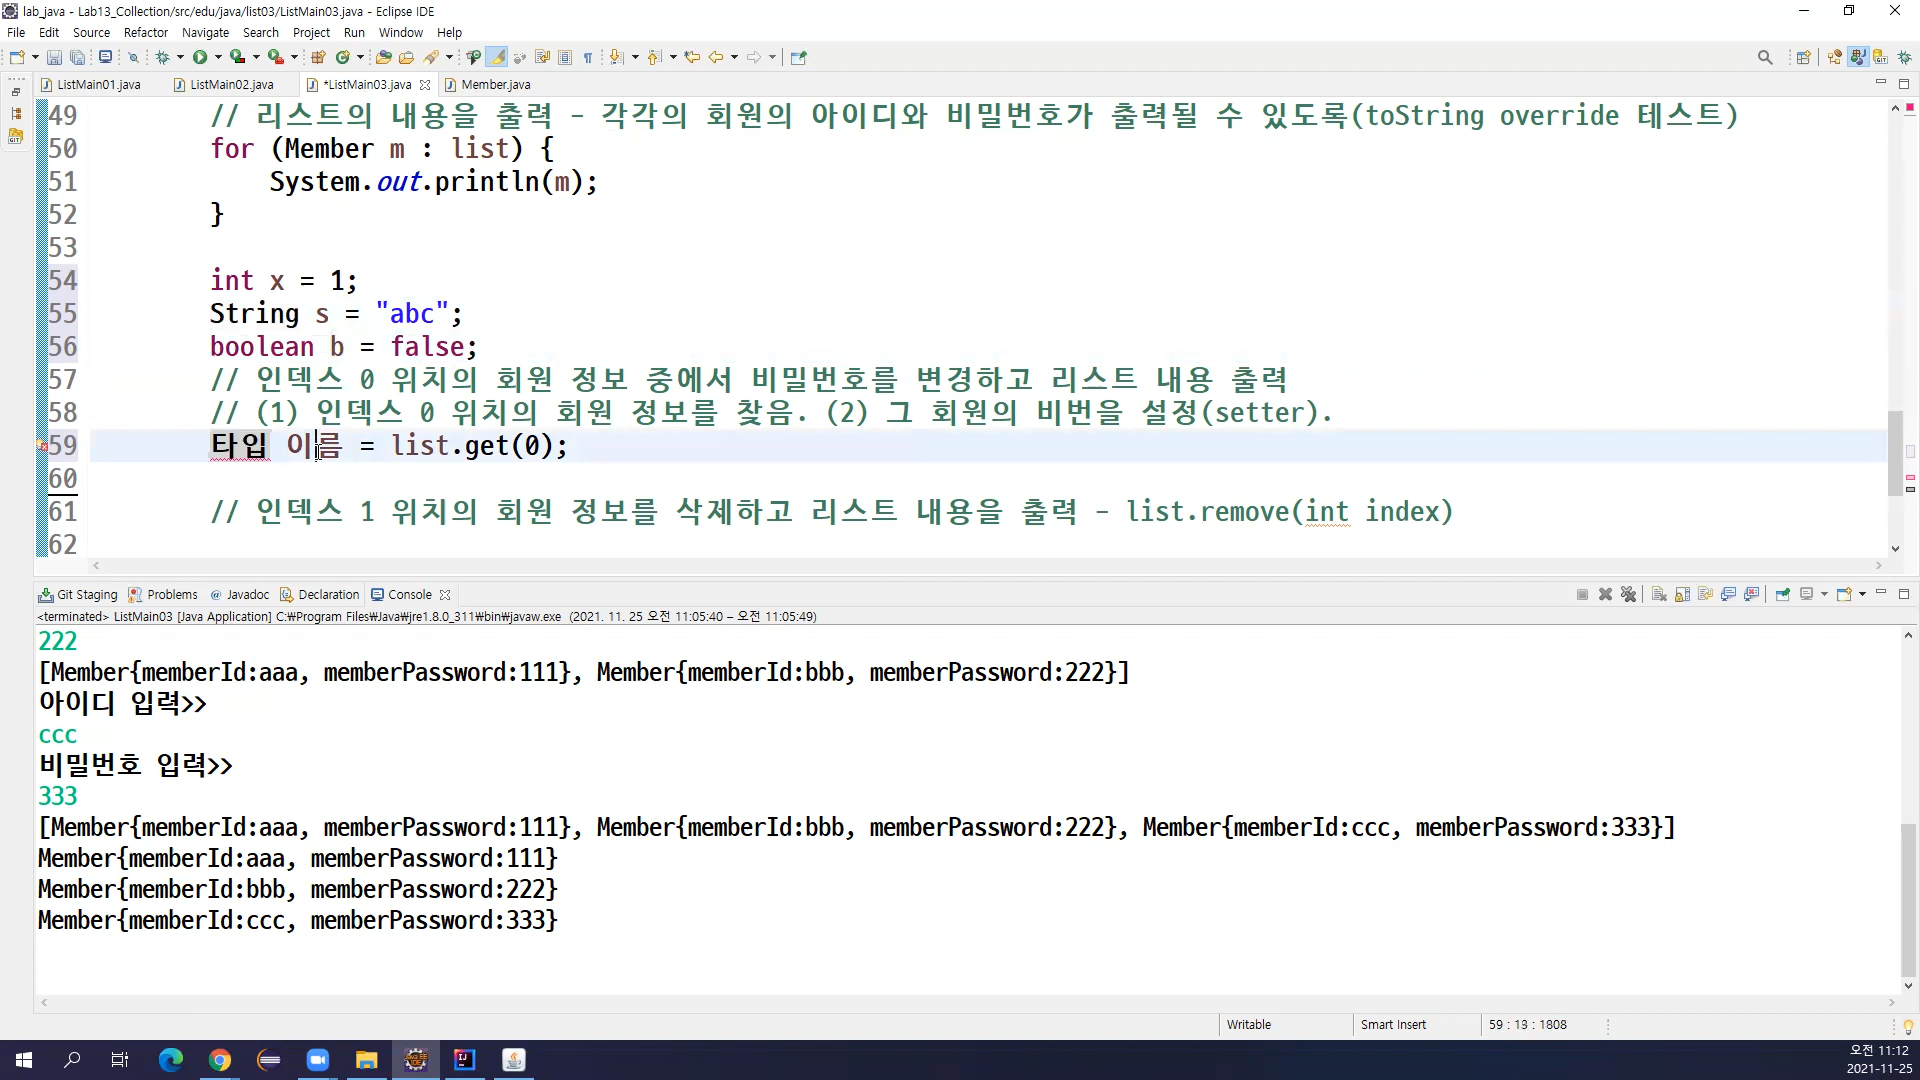 lab_java - Lab13_Collection/src/edu/java/list03/ListMain03.java - Eclipse IDE
File Edit Source Refactor Navigate Search Project Run Window Help
ListMain01.java ListMain02.java *ListMain03.java Member.java
49 // 리스트의 내용을 출력 - 각각의 회원의 아이디와 비밀번호가 출력될 수 있도록(toString override 테스트)
50 for (Member m : list) {
51 System.out.println(m);
52 }
53
54 int x = 1;
55 String s = "abc";
56 boolean b = false;
57 // 인덱스 0 위치의 회원 정보 중에서 비밀번호를 변경하고 리스트 내용 출력
58 // (1) 인덱스 0 위치의 회원 정보를 찾음. (2) 그 회원의 비번을 설정(setter).
59 타입 이름 = list.get(0);
60
61 // 인덱스 1 위치의 회원 정보를 삭제하고 리스트 내용을 출력 - list.remove(int index)
62
Git Staging Problems Javadoc Declaration Console
<terminated> ListMain03 [Java Application] C:₩Program Files₩Java₩jre1.8.0_311₩bin₩javaw.exe (2021. 11. 25 오전 11:05:40 – 오전 11:05:49)
222
[Member{memberId:aaa, memberPassword:111}, Member{memberId:bbb, memberPassword:222}]
아이디 입력>>
ccc
비밀번호 입력>>
333
[Member{memberId:aaa, memberPassword:111}, Member{memberId:bbb, memberPassword:222}, Member{memberId:ccc, memberPassword:333}]
Member{memberId:aaa, memberPassword:111}
Member{memberId:bbb, memberPassword:222}
Member{memberId:ccc, memberPassword:333}
Writable Smart Insert 59 : 13 : 1808
오전 11:12
2021-11-25